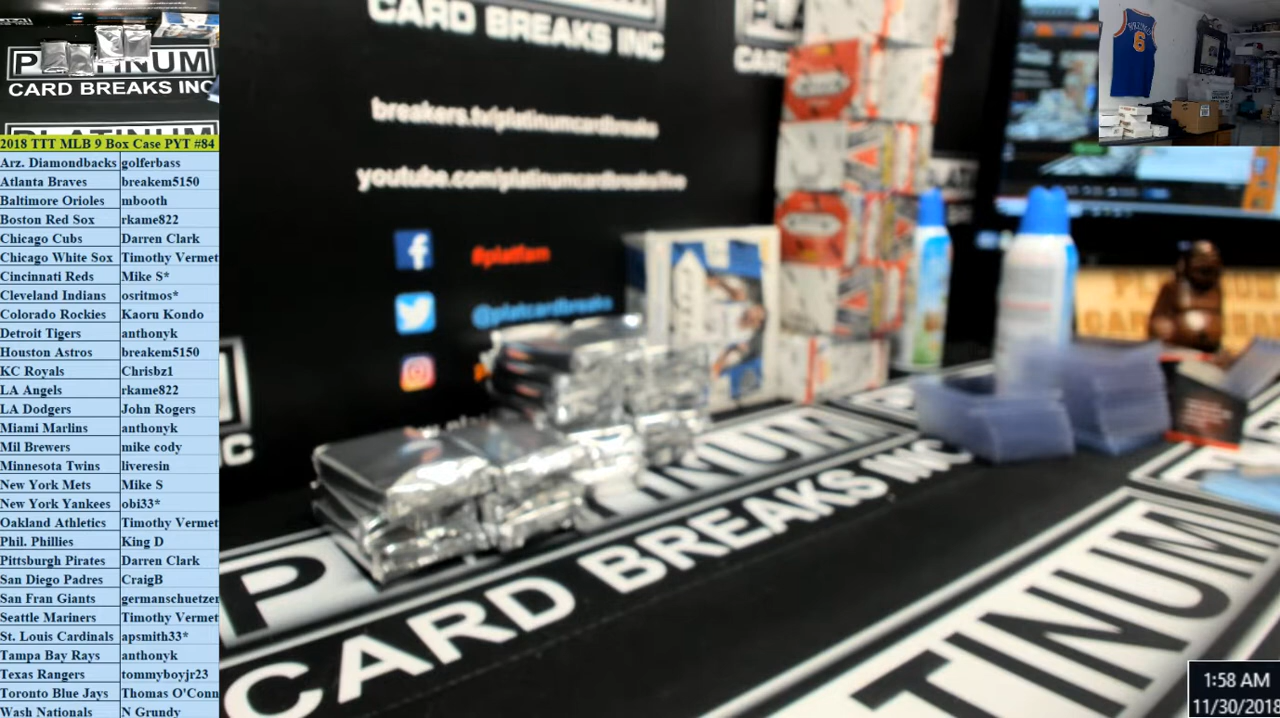 PLATINUM
CARD BREAKS INC
PLATINUM
2018 TTT MLB 9 Box Case PYT #84
Arz. Diamondbacks golferbass
Atlanta Braves breakem5150
Baltimore Orioles mbooth
Boston Red Sox rkame822
Chicago Cubs Darren Clark
Chicago White Sox Timothy Vermet
Cincinnati Reds Mike S*
Cleveland Indians osritmos*
Colorado Rockies Kaoru Kondo
Detroit Tigers anthonyk
Houston Astros breakem5150
KC Royals Chrisbz1
LA Angels rkame822
LA Dodgers John Rogers
Miami Marlins anthonyk
Mil Brewers mike cody
Minnesota Twins liveresin
New York Mets Mike S
New York Yankees obi33*
Oakland Athletics Timothy Vermet
Phil. Phillies King D
Pittsburgh Pirates Darren Clark
San Diego Padres CraigB
San Fran Giants germanschuetzer
Seattle Mariners Timothy Vermet
St. Louis Cardinals apsmith33*
Tampa Bay Rays anthonyk
Texas Rangers tommyboyjr23
Toronto Blue Jays Thomas O'Conn
Wash Nationals N Grundy
CARD BREAKS INC
breakers.tv/platinumcardbreaks
youtube.com/platinumcardbreakslive
#platfam
@platcardbreaks
P INUM
CARD BREAKS INC
TINUM
6
1:58 AM
11/30/2018